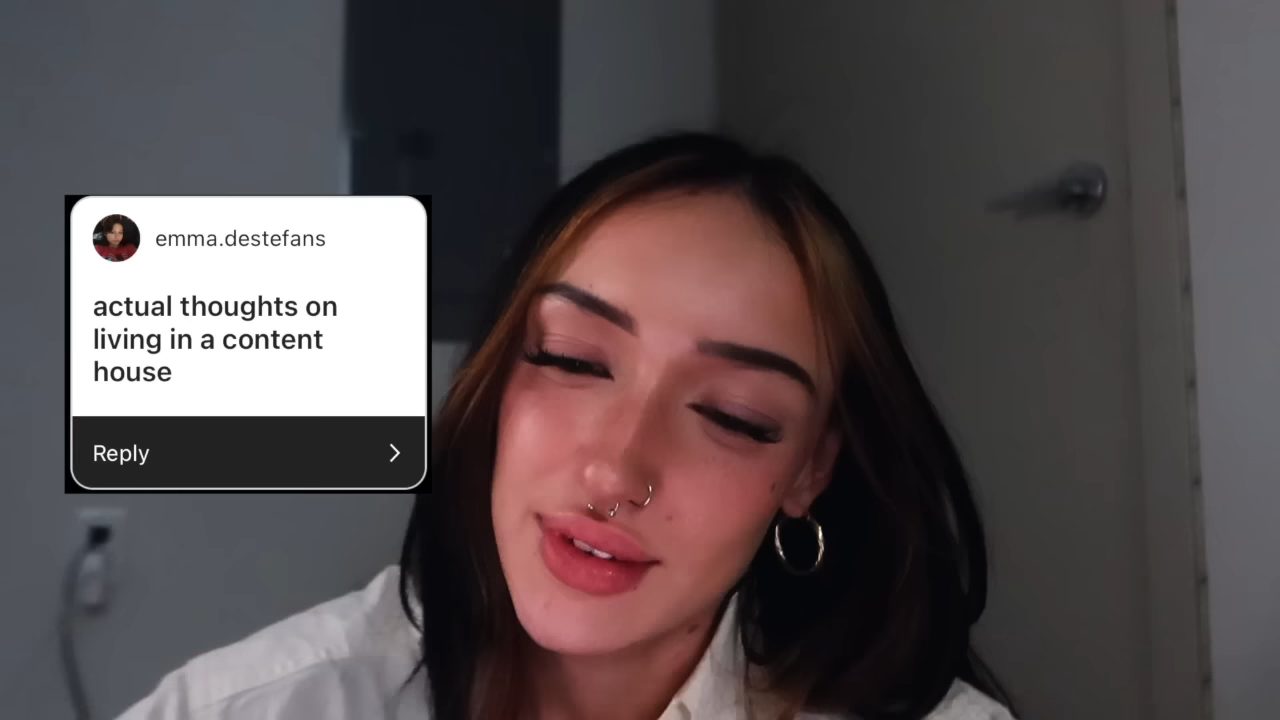 emma.destefans
actual thoughts on
living in a content
house
Reply